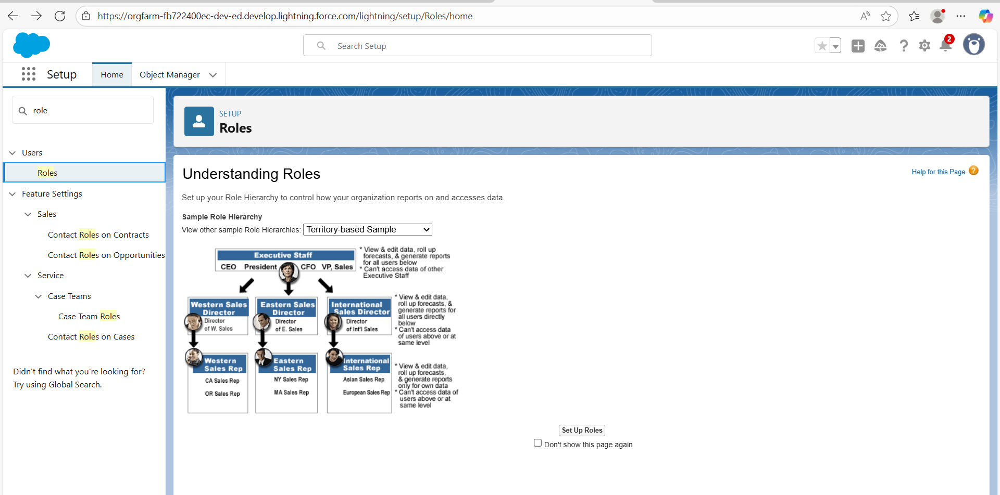 https://orgfarm-fb722400ec-dev-ed.develop.lightning.force.com/lightning/setup/Roles/home
Search Setup
2
Setup
Home
Object Manager
role
Users
Roles
Feature Settings
Sales
Contact Roles on Contracts
Contact Roles on Opportunities
Service
Case Teams
Case Team Roles
Contact Roles on Cases
Didn't find what you're looking for?
Try using Global Search.
SETUP
Roles
Understanding Roles
Help for this Page
?
Set up your Role Hierarchy to control how your organization reports on and accesses data.
Sample Role Hierarchy
View other sample Role Hierarchies: Territory-based Sample
Executive Staff
CEO President CFO VP, Sales
* View & edit data, roll up
forecasts, & generate reports
for all users below
* Can't access data of other
Executive Staff
Western Sales
Director
Director
of W. Sales
Eastern Sales
Director
Director
of E. Sales
International
Sales Director
Director
of Int'l Sales
* View & edit data,
roll up forecasts, &
generate reports for
all users directly
below
* Can't access data
of users above or at
same level
Western
Sales Rep
CA Sales Rep
OR Sales Rep
Eastern
Sales Rep
NY Sales Rep
MA Sales Rep
International
Sales Rep
Asian Sales Rep
European Sales Rep
* View & edit data,
roll up forecasts,
& generate reports
only for own data
* Can't access data of
users above or at
same level
Set Up Roles
Don't show this page again